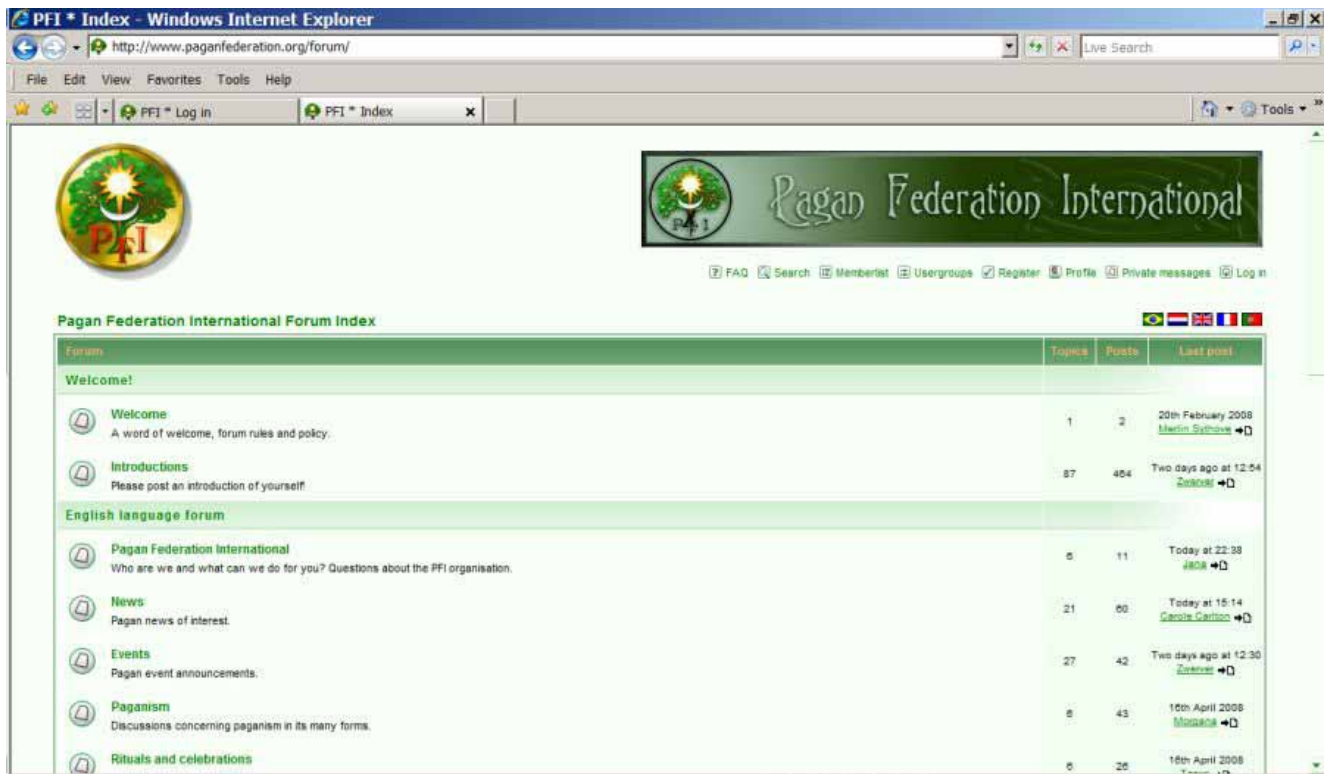 PFI * Index - Windows Internet Explorer
http://www.paganfederation.org/forum/
Live Search
File Edit View Favorites Tools Help
PFI * Log in
PFI * Index
Tools
PFI
Pagan Federation International
FAQ Search Memberlist Usergroups Register Profile Private messages Log in
Pagan Federation International Forum Index
Forum Topics Posts Last post
Welcome!
Welcome
A word of welcome, forum rules and policy.
1 2
20th February 2008
Merlin Sythove
Introductions
Please post an introduction of yourself!
87
Two days ago at 12:54
Zwerver
English language forum
Pagan Federation International
Who are we and what can we do for you? Questions about the PFI organisation.
11
Today at 22:38
Jana
News
Pagan news of interest.
21 60
Today at 15:14
Carole Carlton
Events
Pagan event announcements.
27 42
Two days ago at 12:30
Zwerver
Paganism
Discussions concerning paganism in its many forms.
43
16th April 2008
Morgana
Rituals and celebrations
26
16th April 2008